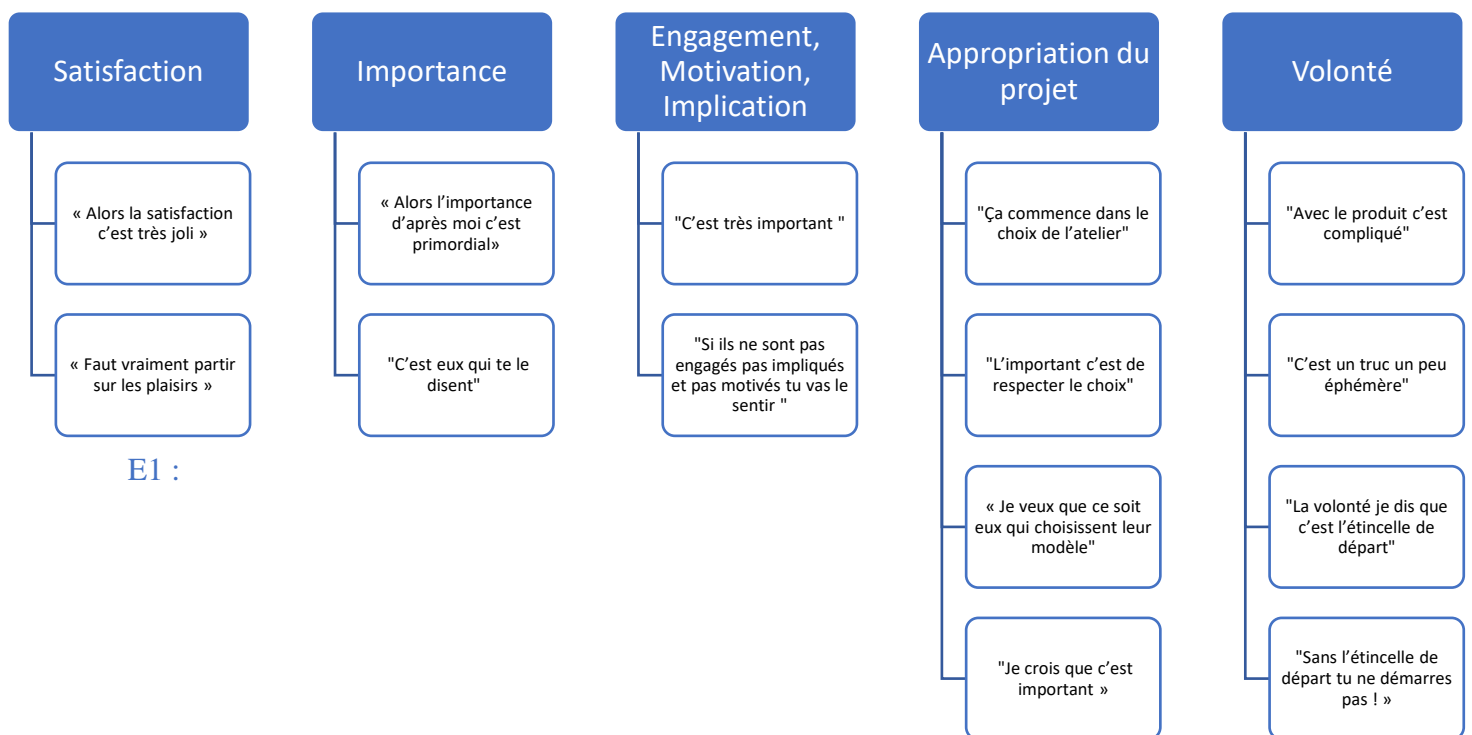 Satisfaction
« Alors la satisfaction
c’est très joli »
« Faut vraiment partir
sur les plaisirs »
E1 :
Importance
« Alors l’importance
d’après moi c’est
primordial»
"C’est eux qui te le
disent"
Engagement,
Motivation,
Implication
"C’est très important "
"Si ils ne sont pas
engagés pas impliqués
et pas motivés tu vas le
sentir "
Appropriation du
projet
"Ça commence dans le
choix de l’atelier"
"L’important c’est de
respecter le choix"
« Je veux que ce soit
eux qui choisissent leur
modèle"
"Je crois que c’est
important »
Volonté
"Avec le produit c’est
compliqué"
"C’est un truc un peu
éphémère"
"La volonté je dis que
c’est l’étincelle de
départ"
"Sans l’étincelle de
départ tu ne démarres
pas ! »